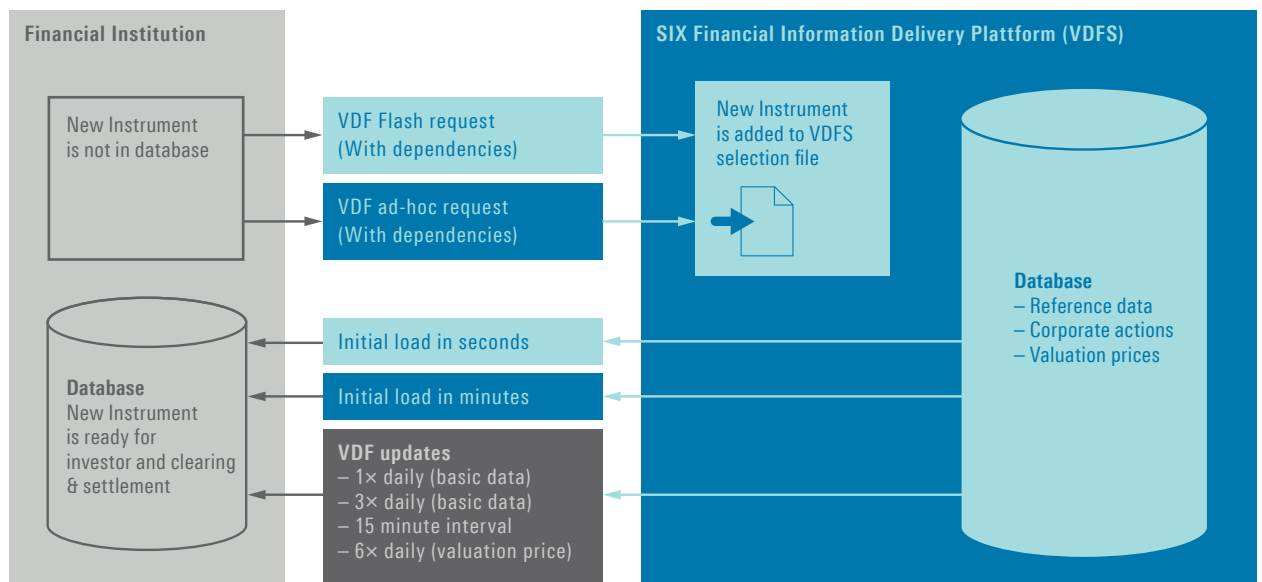 Financial Institution
SIX Financial Information Delivery Plattform (VDFS)
New Instrument
is not in database
VDF Flash request
(With dependencies)
VDF ad-hoc request
(With dependencies)
New Instrument
is added to VDFS
selection file
Database
– Reference data
– Corporate actions
– Valuation prices
Initial load in seconds
Initial load in minutes
VDF updates
– 1× daily (basic data)
– 3× daily (basic data)
– 15 minute interval
– 6× daily (valuation price)
Database
New Instrument
is ready for
investor and clearing
& settlement